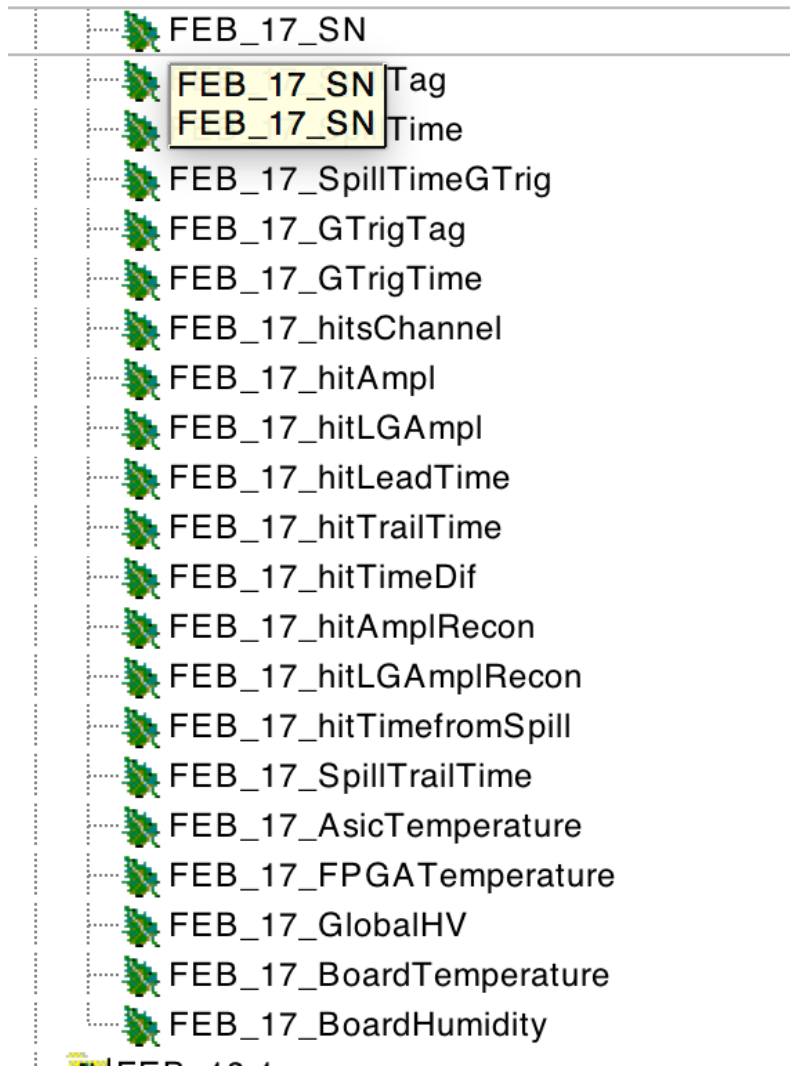 FEB_17_SN
FEB_17_SN
Tag
FEB_17_SN
Time
FEB_17_SpillTimeGTrig
FEB_17_GTrigTag
FEB_17_GTrigTime
FEB_17_hitsChannel
FEB_17_hitAmpl
FEB_17_hitLGAmpl
FEB_17_hitLeadTime
FEB_17_hitTrailTime
FEB_17_hitTimeDif
FEB_17_hitAmplRecon
FEB_17_hitLGAmplRecon
FEB_17_hitTimefromSpill
FEB_17_SpillTrailTime
FEB_17_AsicTemperature
FEB_17_FPGATemperature
FEB_17_GlobalHV
FEB_17_BoardTemperature
FEB_17_BoardHumidity